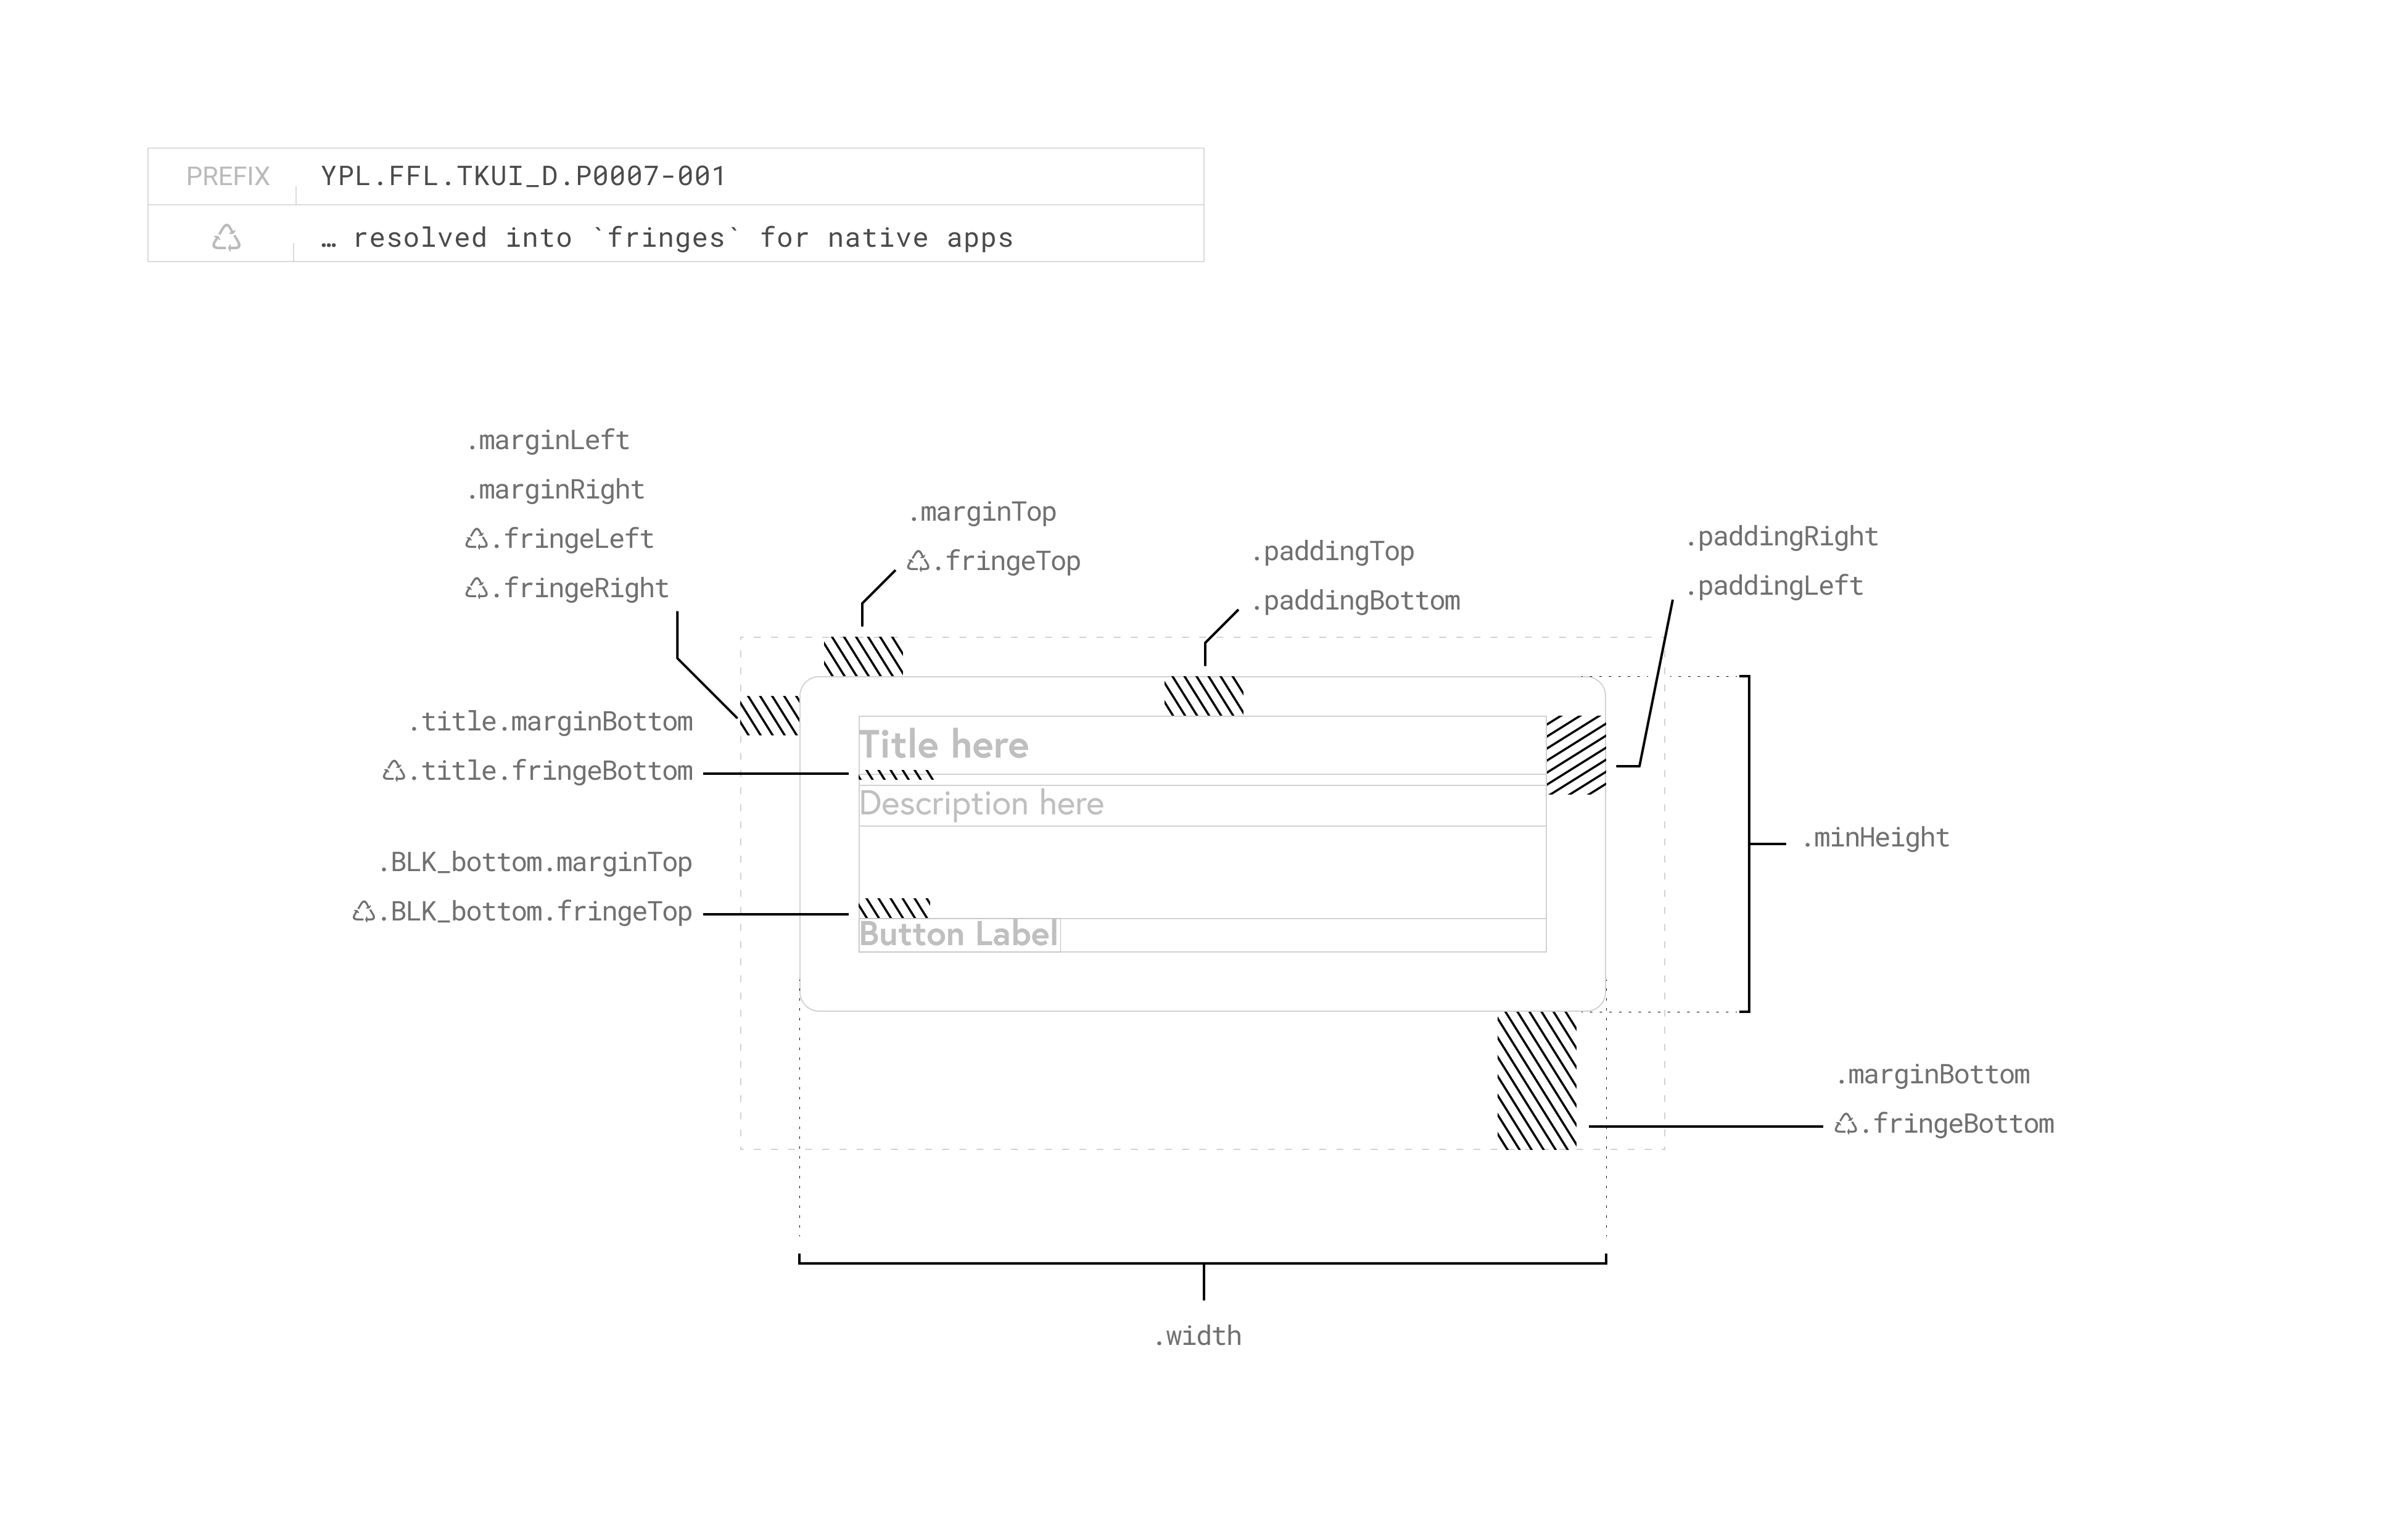 PREFIX YPL.FFL.TKUI_D.P0007-001
… resolved into `fringes` for native apps
.marginLeft
.marginRight
♺.fringeLeft
♺.fringeRight
.marginTop
♺.fringeTop
.paddingTop
.paddingBottom
.paddingRight
.paddingLeft
.title.marginBottom
♺.title.fringeBottom
.BLK_bottom.marginTop
♺.BLK_bottom.fringeTop
Title here
Description here
Button Label
.minHeight
.marginBottom
♺.fringeBottom
.width